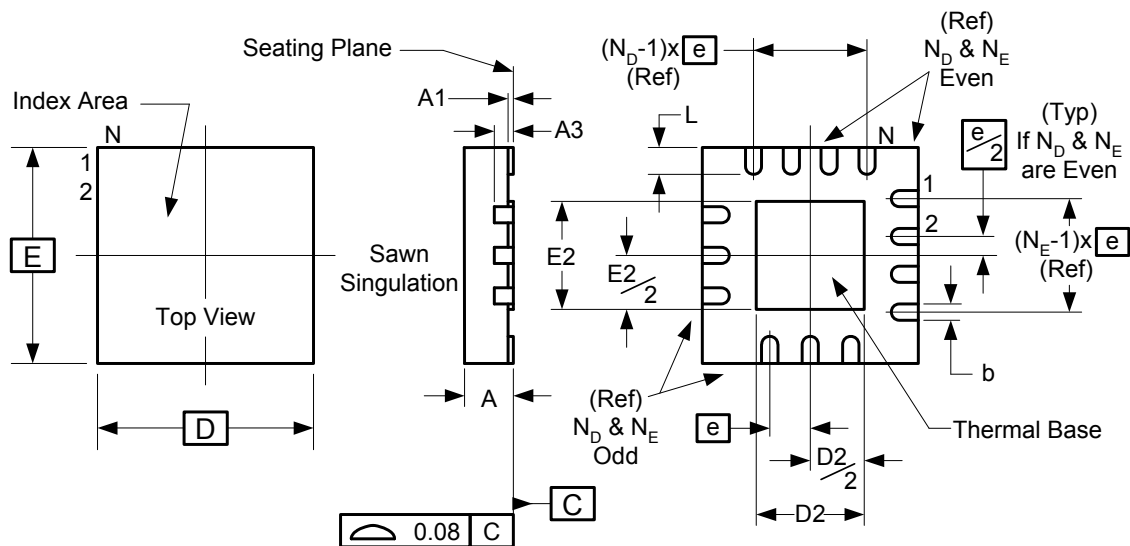 Seating Plane
Index Area
N
1
2
E
Top View
D
A1
A3
Sawn
Singulation
A
C
0.08 C
(N_D-1)x e
(Ref)
(Ref)
N_D & N_E
Even
L
N
e/2
(Typ)
If N_D & N_E
are Even
1
2
(N_E-1)x e
(Ref)
E2
E2/2
b
(Ref)
N_D & N_E
Odd
e
Thermal Base
D2/2
D2